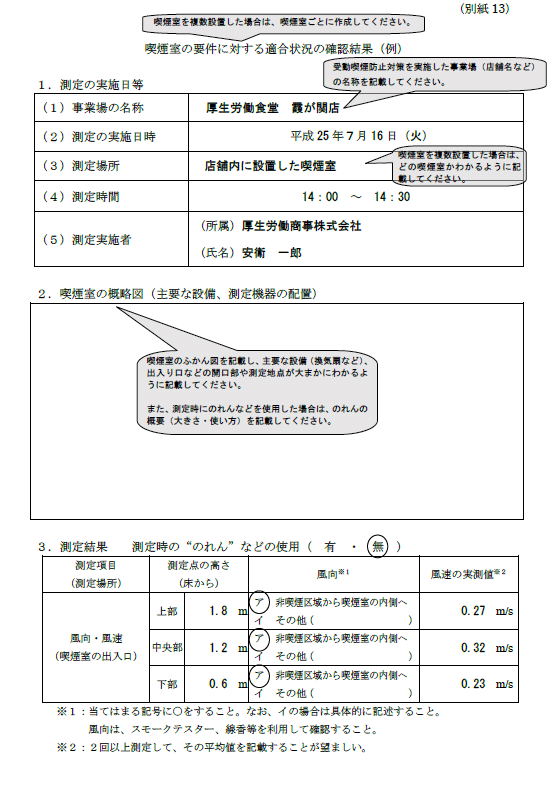 （別紙 13）
喫煙室を複数設置した場合は、喫煙室ごとに作成してください。
喫煙室の要件に対する適合状況の確認結果（例）
受動喫煙防止対策を実施した事業場（店舗名など）
の名称を記載してください。
１．測定の実施日等
（１）事業場の名称　厚生労働食堂　霞が関店
（２）測定の実施日時　平成 25 年 7 月 16 日（火）
（３）測定場所　店舗内に設置した喫煙室
喫煙室を複数設置した場合は、
どの喫煙室かわかるように記
載してください。
（４）測定時間　14：00　～　14：30
（５）測定実施者　（所属）厚生労働商事株式会社
（氏名）安衛　一郎
２．喫煙室の概略図（主要な設備、測定機器の配置）
喫煙室のふかん図を記載し、主要な設備（換気扇など）、
出入り口などの開口部や測定地点が大まかにわかるよ
うに記載してください。
また、測定時にのれんなどを使用した場合は、のれんの
概要（大きさ・使い方）を記載してください。
３．測定結果　測定時の“のれん”などの使用（　有　・　無　）
測定項目　測定点の高さ　風向※1　風速の実測値※2
（測定場所）　（床から）
上部　1.8　m　ア　非喫煙区域から喫煙室の内側へ　0.27　m/s
イ　その他（　　　　　　）
風向・風速
（喫煙室の出入口）
中央部　1.2　m　ア　非喫煙区域から喫煙室の内側へ　0.32　m/s
イ　その他（　　　　　　）
下部　0.6　m　ア　非喫煙区域から喫煙室の内側へ　0.23　m/s
イ　その他（　　　　　　）
※１：当てはまる記号に○をすること。なお、イの場合は具体的に記述すること。
風向は、スモークテスター、線香等を利用して確認すること。
※２：２回以上測定して、その平均値を記載することが望ましい。